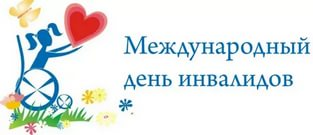 Международный
день инвалидов